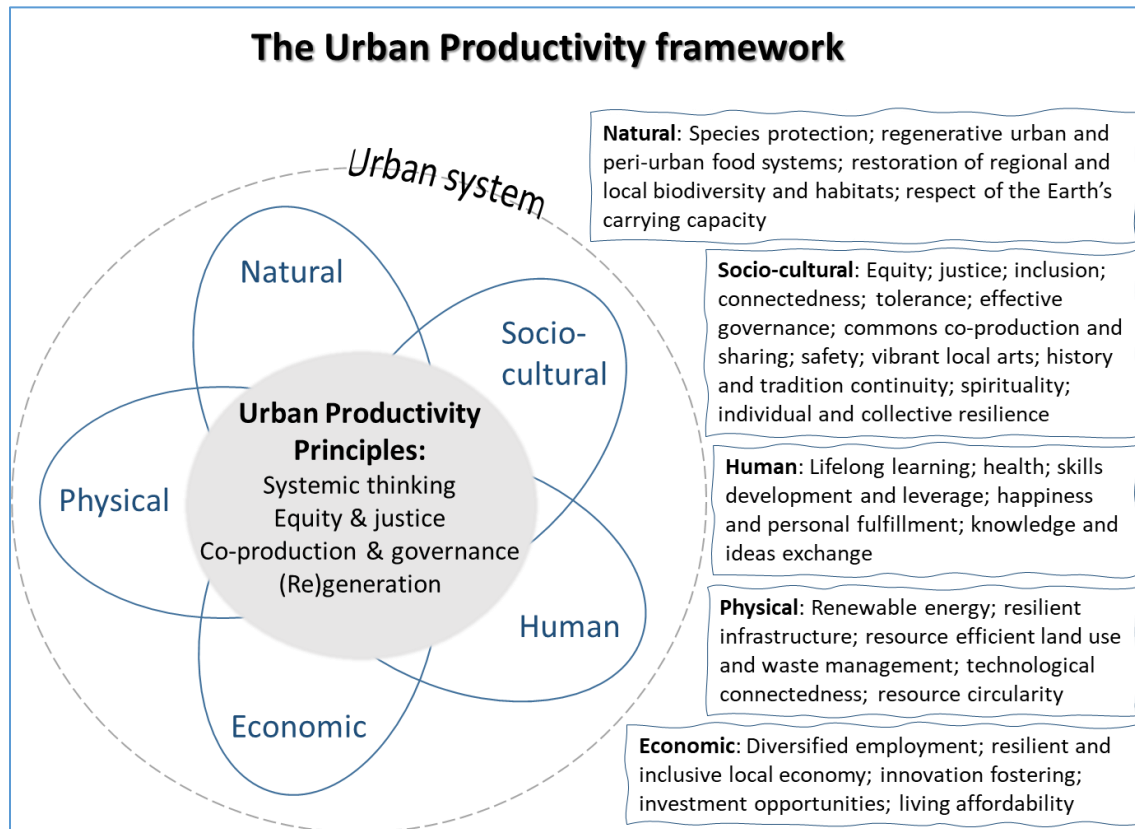 The Urban Productivity framework
Urban system
Natural
Socio-
cultural
Physical
Human
Economic
Urban Productivity
Principles:
Systemic thinking
Equity & justice
Co-production & governance
(Re)generation
Natural: Species protection; regenerative urban and
peri-urban food systems; restoration of regional and
local biodiversity and habitats; respect of the Earth's
carrying capacity
Socio-cultural: Equity; justice; inclusion;
connectedness; tolerance; effective
governance; commons co-production and
sharing; safety; vibrant local arts; history
and tradition continuity; spirituality;
individual and collective resilience
Human: Lifelong learning; health; skills
development and leverage; happiness
and personal fulfillment; knowledge and
ideas exchange
Physical: Renewable energy; resilient
infrastructure; resource efficient land use
and waste management; technological
connectedness; resource circularity
Economic: Diversified employment; resilient and
inclusive local economy; innovation fostering;
investment opportunities; living affordability